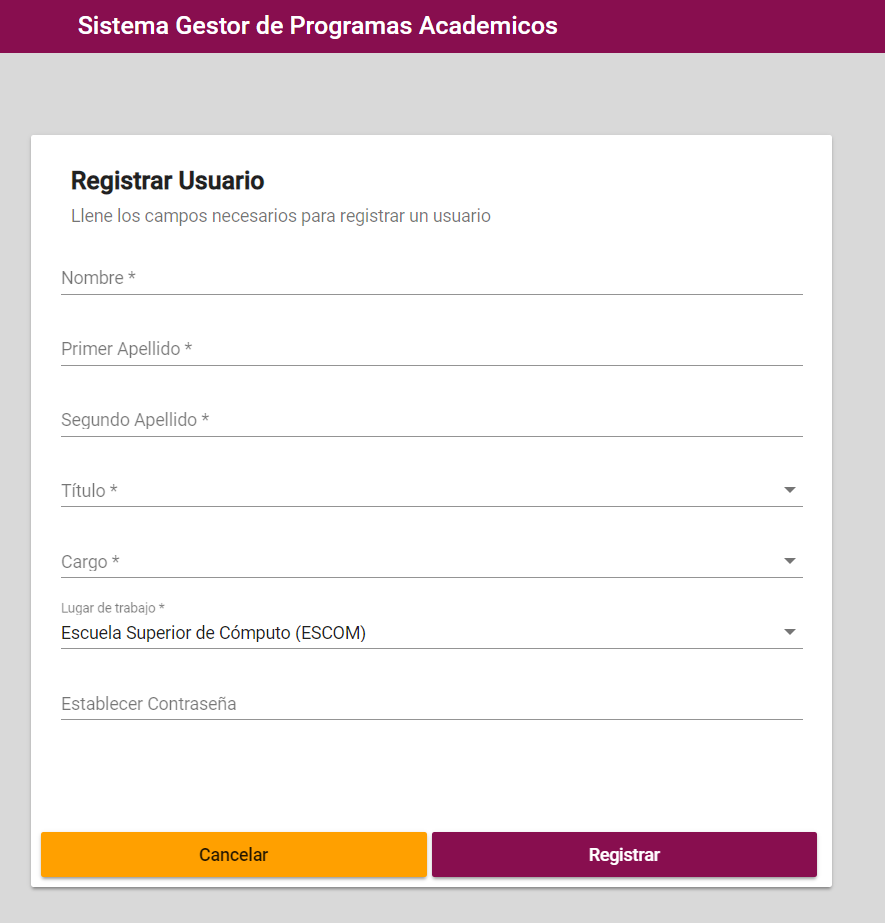 Sistema Gestor de Programas Academicos
Registrar Usuario
Llene los campos necesarios para registrar un usuario
Nombre *
Primer Apellido *
Segundo Apellido *
Título *
Cargo *
Lugar de trabajo *
Escuela Superior de Cómputo (ESCOM)
Establecer Contraseña
Cancelar
Registrar